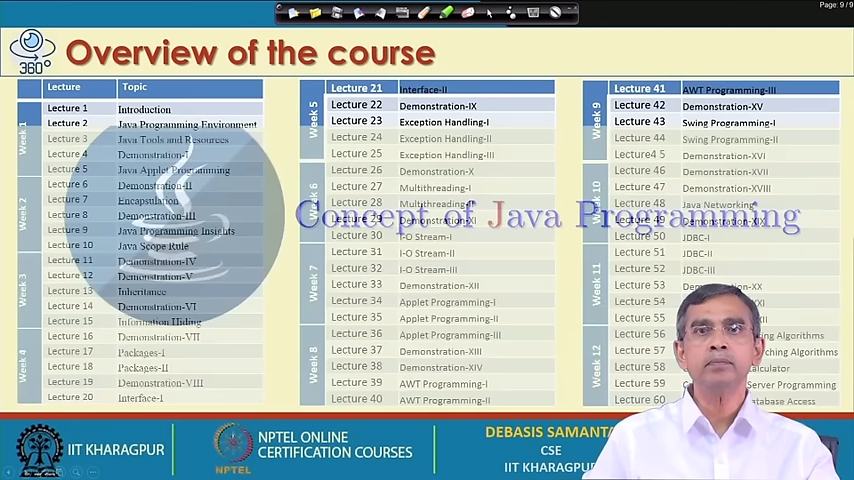 Page: 9 / 9
Overview of the course
360°
Lecture Topic
Week 1
Lecture 1 Introduction
Lecture 2 Java Programming Environment
Lecture 3 Java Tools and Resources
Lecture 4 Demonstration-I
Lecture 5 Java Applet Programming
Week 2
Lecture 6 Demonstration-II
Lecture 7 Encapsulation
Lecture 8 Demonstration-III
Lecture 9 Java Programming Insights
Lecture 10 Java Scope Rule
Week 3
Lecture 11 Demonstration-IV
Lecture 12 Demonstration-V
Lecture 13 Inheritance
Lecture 14 Demonstration-VI
Lecture 15 Information Hiding
Week 4
Lecture 16 Demonstration-VII
Lecture 17 Packages-I
Lecture 18 Packages-II
Lecture 19 Demonstration-VIII
Lecture 20 Interface-I
Week 5
Lecture 21 Interface-II
Lecture 22 Demonstration-IX
Lecture 23 Exception Handling-I
Lecture 24 Exception Handling-II
Lecture 25 Exception Handling-III
Week 6
Lecture 26 Demonstration-X
Lecture 27 Multithreading-I
Lecture 28
Lecture 29
Lecture 30 I-O Stream-I
Week 7
Lecture 31 I-O Stream-II
Lecture 32 I-O Stream-III
Lecture 33 Demonstration-XII
Lecture 34 Applet Programming-I
Lecture 35 Applet Programming-II
Week 8
Lecture 36 Applet Programming-III
Lecture 37 Demonstration-XIII
Lecture 38 Demonstration-XIV
Lecture 39 AWT Programming-I
Lecture 40 AWT Programming-II
Week 9
Lecture 41 AWT Programming-III
Lecture 42 Demonstration-XV
Lecture 43 Swing Programming-I
Lecture 44 Swing Programming-II
Lecture4 5 Demonstration-XVI
Week 10
Lecture 46 Demonstration-XVII
Lecture 47 Demonstration-XVIII
Lecture 48 Java Networking
Lecture 49 Demonstration-XIX
Lecture 50 JDBC-I
Week 11
Lecture 51 JDBC-II
Lecture 52 JDBC-III
Lecture 53
Lecture 54
Lecture 55
Week 12
Lecture 56 Algorithms
Lecture 57 Algorithms
Lecture 58
Lecture 59 Server Programming
Lecture 60 Access
Concept of Java Programming
IIT KHARAGPUR
NPTEL
NPTEL ONLINE
CERTIFICATION COURSES
DEBASIS
CSE
IIT KHARAGPUR